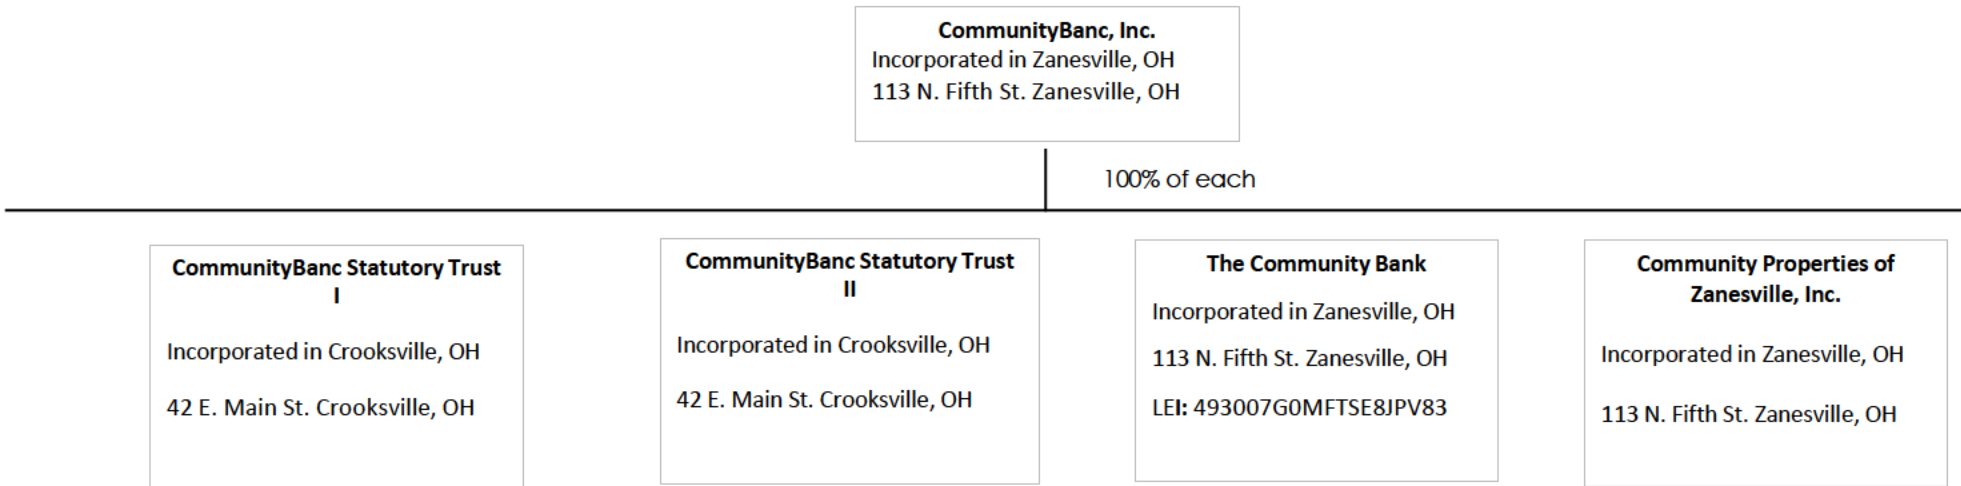 CommunityBanc, Inc.
Incorporated in Zanesville, OH
113 N. Fifth St. Zanesville, OH
100% of each
CommunityBanc Statutory Trust
I
Incorporated in Crooksville, OH
42 E. Main St. Crooksville, OH
CommunityBanc Statutory Trust
II
Incorporated in Crooksville, OH
42 E. Main St. Crooksville, OH
The Community Bank
Incorporated in Zanesville, OH
113 N. Fifth St. Zanesville, OH
LEI: 493007G0MFTSE8JPV83
Community Properties of
Zanesville, Inc.
Incorporated in Zanesville, OH
113 N. Fifth St. Zanesville, OH